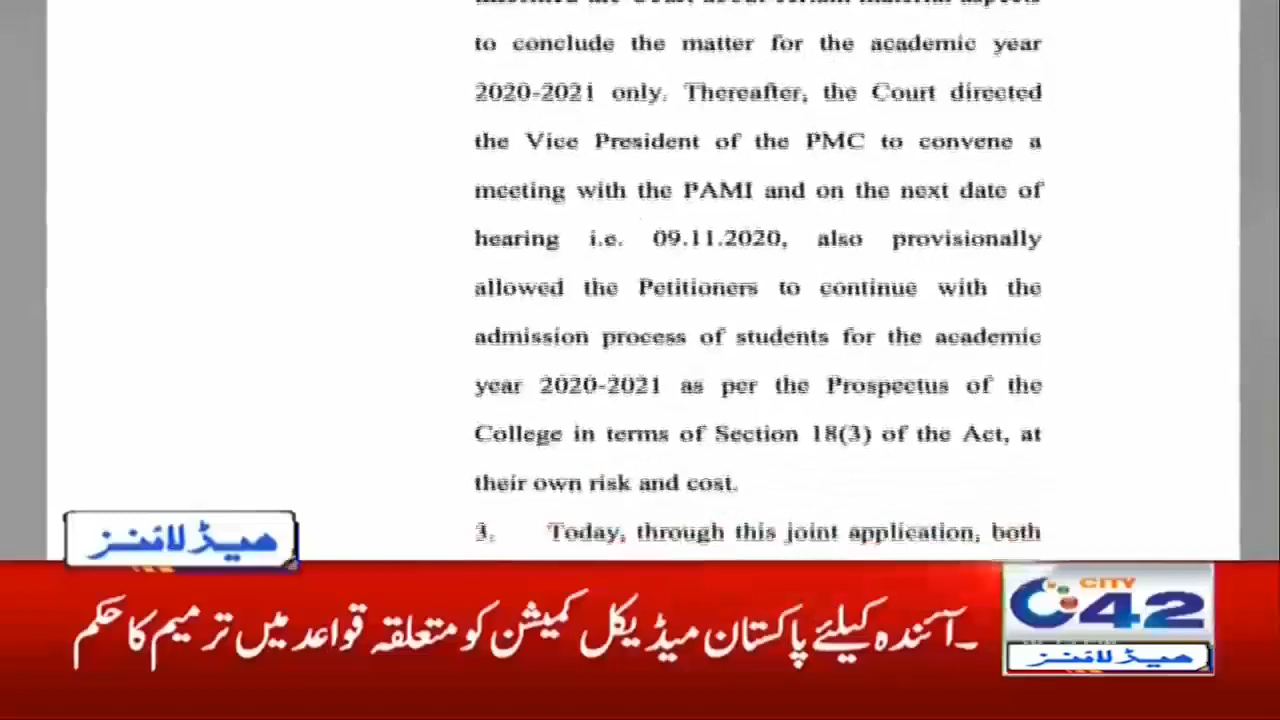 to conclude the matter for the academic year
2020-2021 only. Thereafter, the Court directed
the Vice President of the PMC to convene a
meeting with the PAMI and on the next date of
hearing i.e. 09.11.2020, also provisionally
allowed the Petitioners to continue with the
admission process of students for the academic
year 2020-2021 as per the Prospectus of the
College in terms of Section 18(3) of the Act, at
their own risk and cost.
3. Today, through this joint application, both
ہیڈلائنز
۔آئندہ کیلئے پاکستان میڈیکل کمیشن کو متعلقہ قواعد میں ترمیم کا حکم
CITY
42
ہیڈلائنز